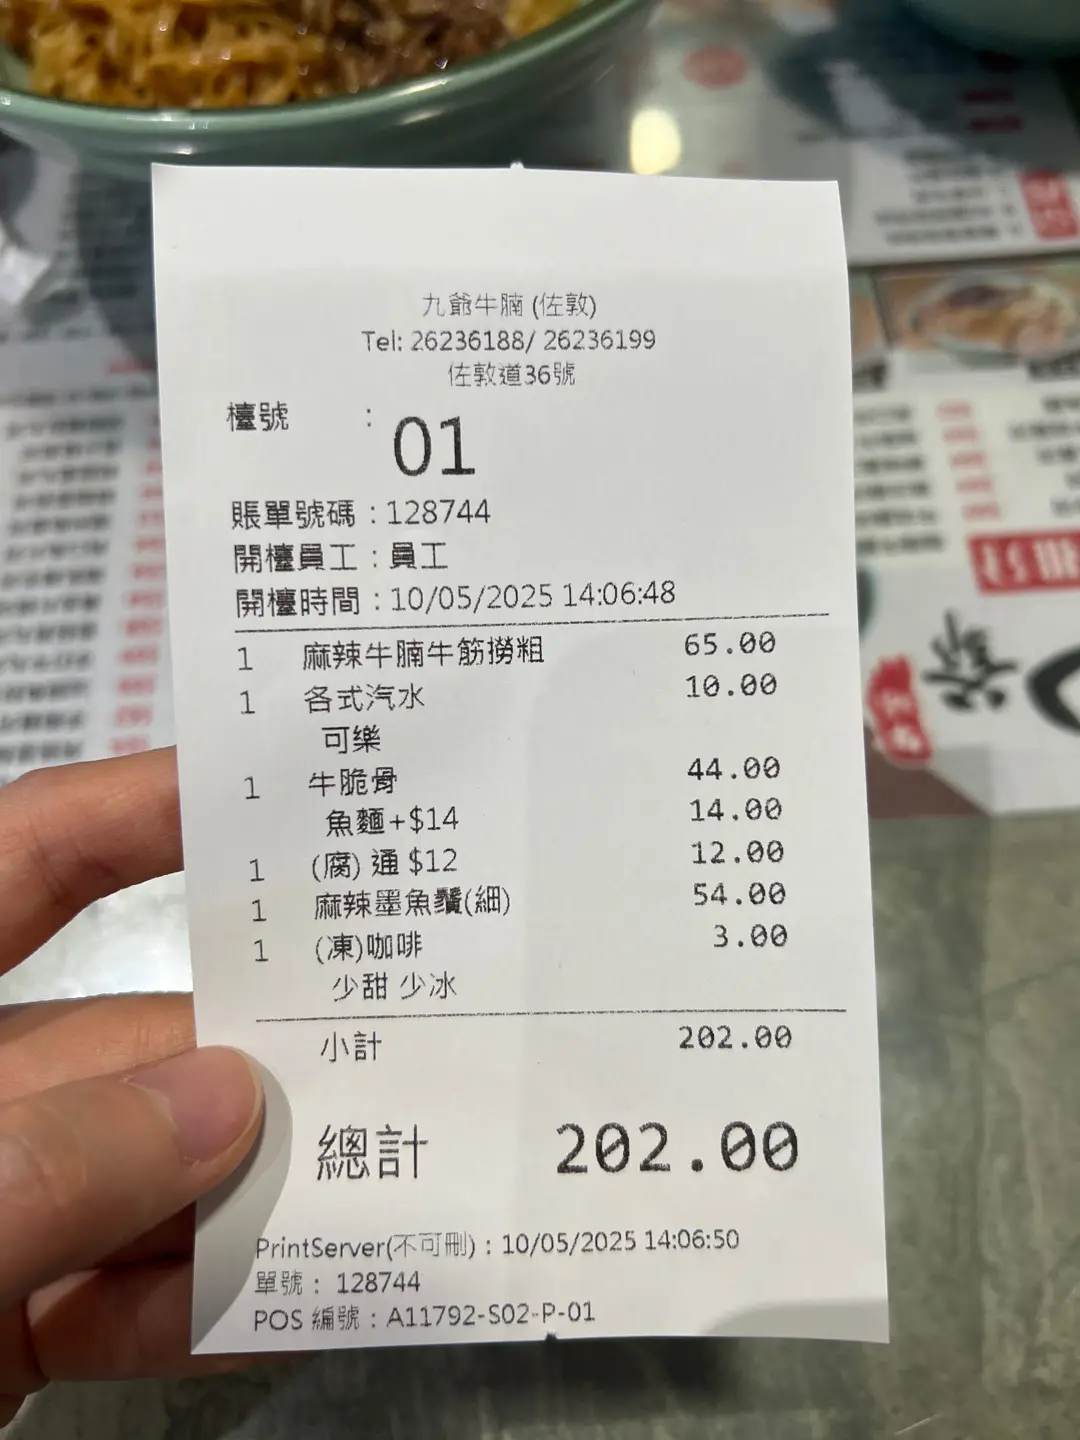 九爺牛腩 (佐敦)
Tel: 26236188/ 26236199
佐敦道36號
檯號 : 01
賬單號碼 : 128744
開檯員工 : 員工
開檯時間 : 10/05/2025 14:06:48
1 麻辣牛腩牛筋撈粗 65.00
1 各式汽水 10.00
可樂
1 牛脆骨 44.00
魚麵+$14 14.00
1 (腐) 通 $12 12.00
1 麻辣墨魚鬚(細) 54.00
1 (凍)咖啡 3.00
少甜 少冰
小計 202.00
總計 202.00
PrintServer(不可刪) : 10/05/2025 14:06:50
單號 : 128744
POS 編號 : A11792-S02-P-01